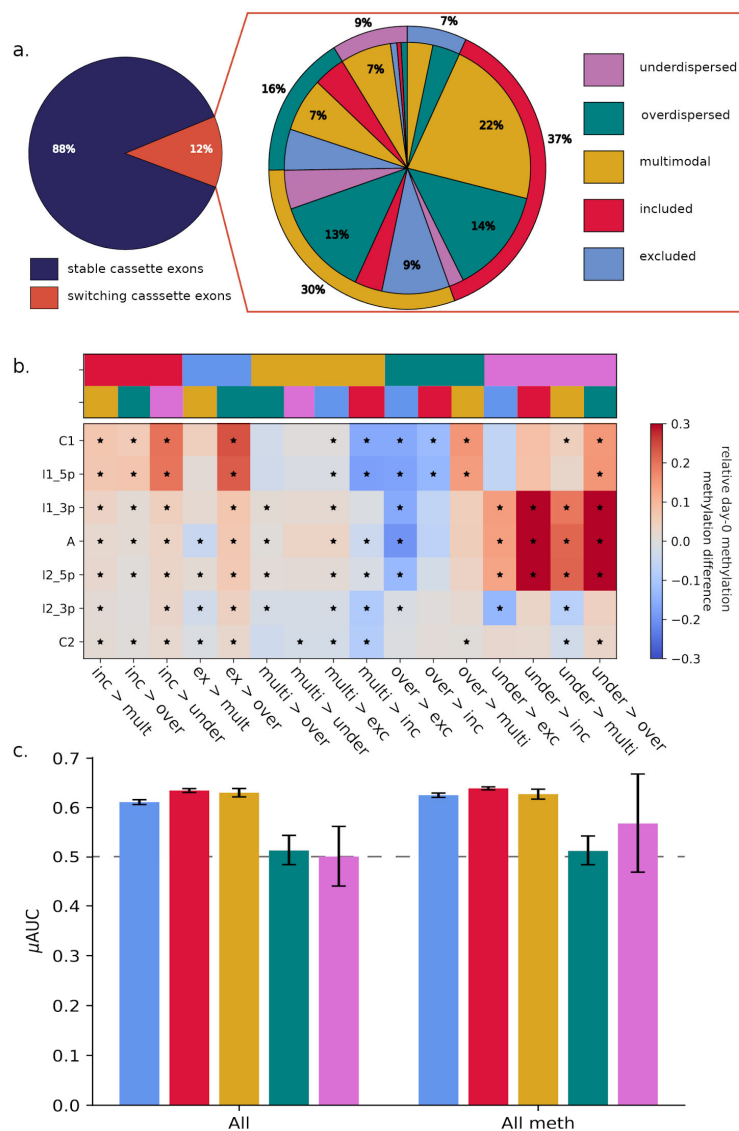 a.
9%
7%
16%
7%
7%
22%
37%
88%
12%
13%
14%
9%
30%
underdispersed
overdispersed
multimodal
included
excluded
stable cassette exons
switching casssette exons
b.
C1
I1_5p
I1_3p
A
I2_5p
I2_3p
C2
inc > mult
inc > over
inc > under
ex > mult
ex > over
multi > over
multi > under
multi > exc
multi > inc
over > exc
over > inc
over > multi
under > exc
under > inc
under > multi
under > over
0.3
0.2
0.1
0.0
−0.1
−0.2
−0.3
relative day-0 methylation
methylation difference
c.
0.7
0.6
0.5
0.4
0.3
0.2
0.1
0.0
μAUC
All
All meth